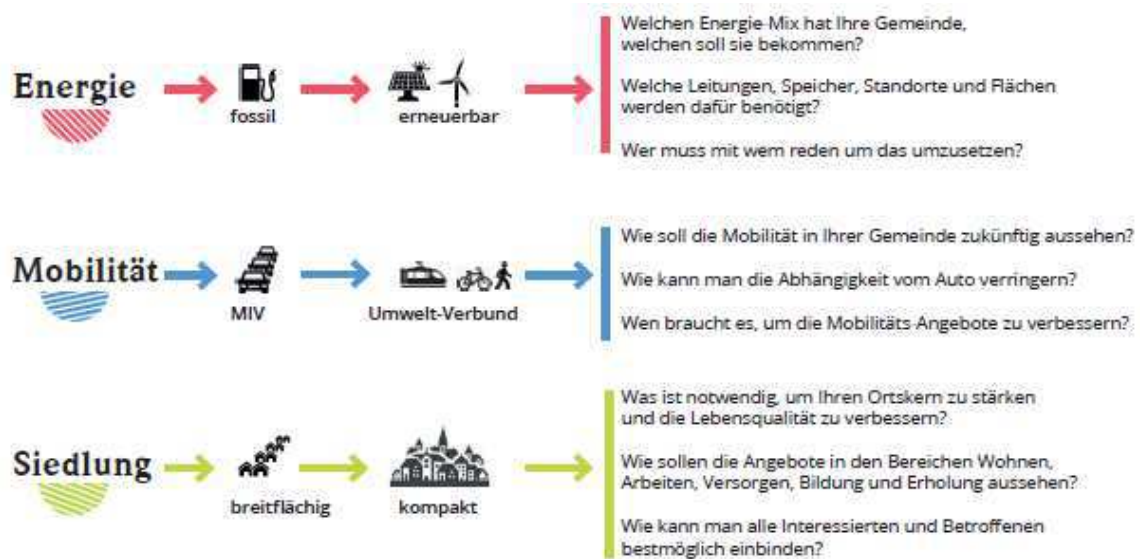 Energie
fossil
erneuerbar
Welchen Energie-Mix hat Ihre Gemeinde,
welchen soll sie bekommen?
Welche Leitungen, Speicher, Standorte und Flächen
werden dafür benötigt?
Wer muss mit wem reden um das umzusetzen?
Mobilität
MIV
Umwelt-Verbund
Wie soll die Mobilität in Ihrer Gemeinde zukünftig aussehen?
Wie kann man die Abhängigkeit vom Auto verringern?
Wen braucht es, um die Mobilitäts-Angebote zu verbessern?
Siedlung
breitflächig
kompakt
Was ist notwendig, um Ihren Ortskern zu stärken
und die Lebensqualität zu verbessern?
Wie sollen die Angebote in den Bereichen Wohnen,
Arbeiten, Versorgen, Bildung und Erholung aussehen?
Wie kann man alle Interessierten und Betroffenen
bestmöglich einbinden?